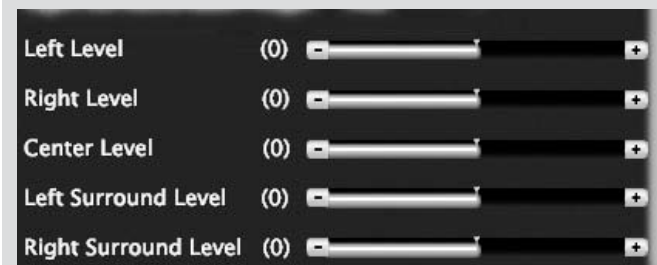 Left Level (0) - +
Right Level (0) - +
Center Level (0) - +
Left Surround Level (0) - +
Right Surround Level (0) - +